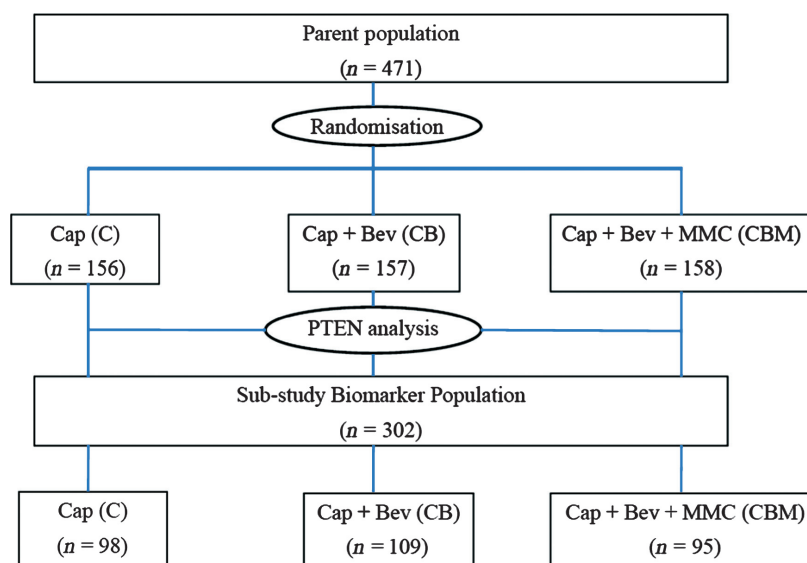 Parent population
(n = 471)
Randomisation
Cap (C)
(n = 156)
Cap + Bev (CB)
(n = 157)
Cap + Bev + MMC (CBM)
(n = 158)
PTEN analysis
Sub-study Biomarker Population
(n = 302)
Cap (C)
(n = 98)
Cap + Bev (CB)
(n = 109)
Cap + Bev + MMC (CBM)
(n = 95)